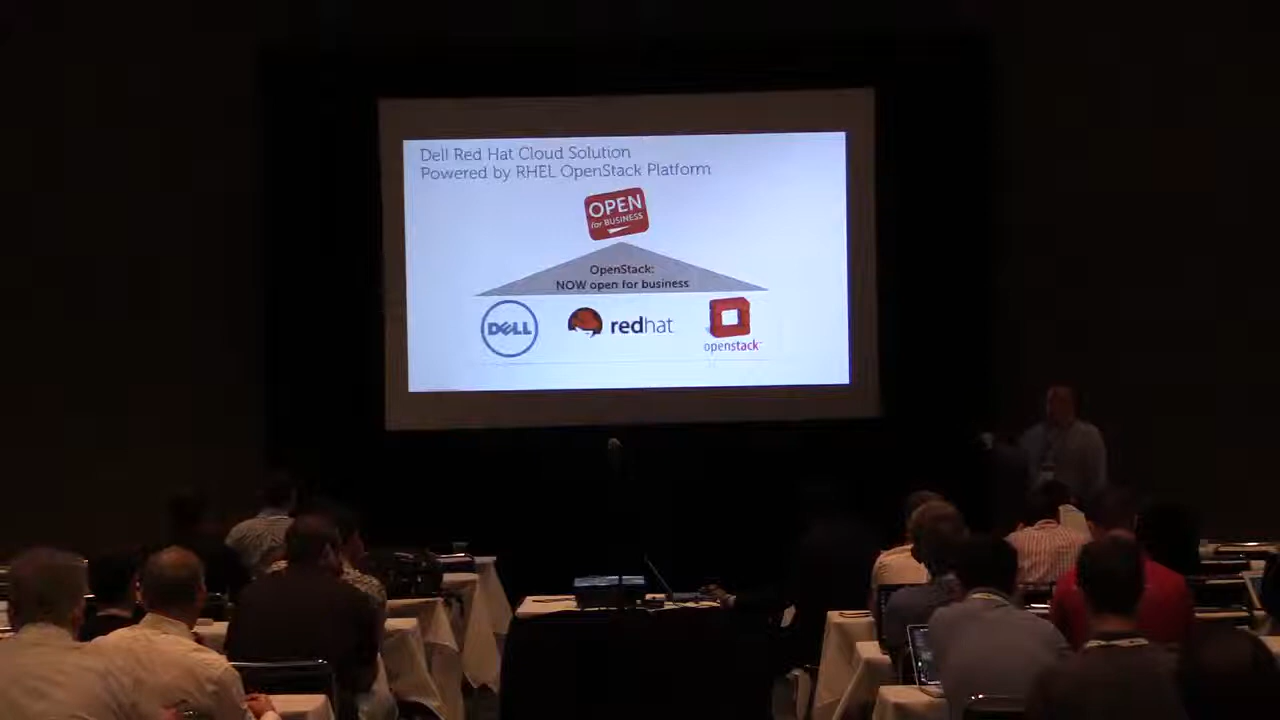 Dell Red Hat Cloud Solution
Powered by RHEL OpenStack Platform
OPEN
for BUSINESS
OpenStack:
NOW open for business
DELL
redhat
openstack